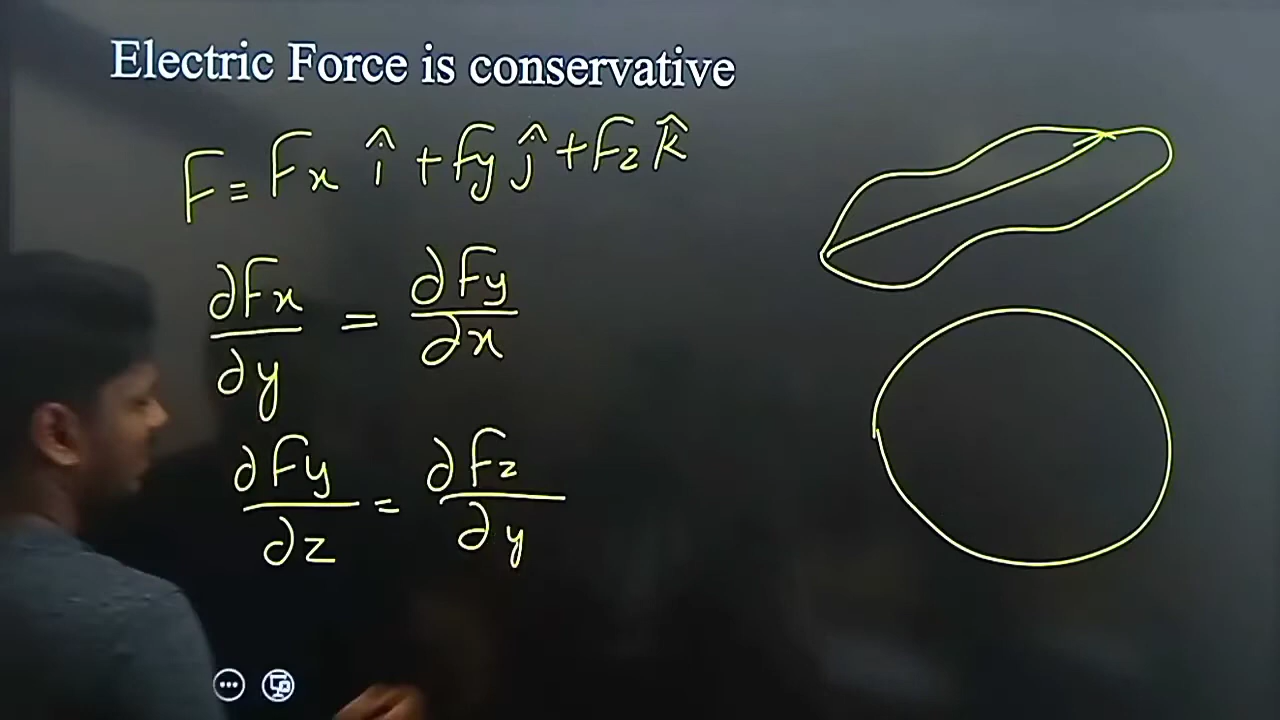 Electric Force is conservative
F = Fx î + Fy ĵ + Fz k̂
∂Fx/∂y = ∂Fy/∂x
∂Fy/∂z = ∂Fz/∂y